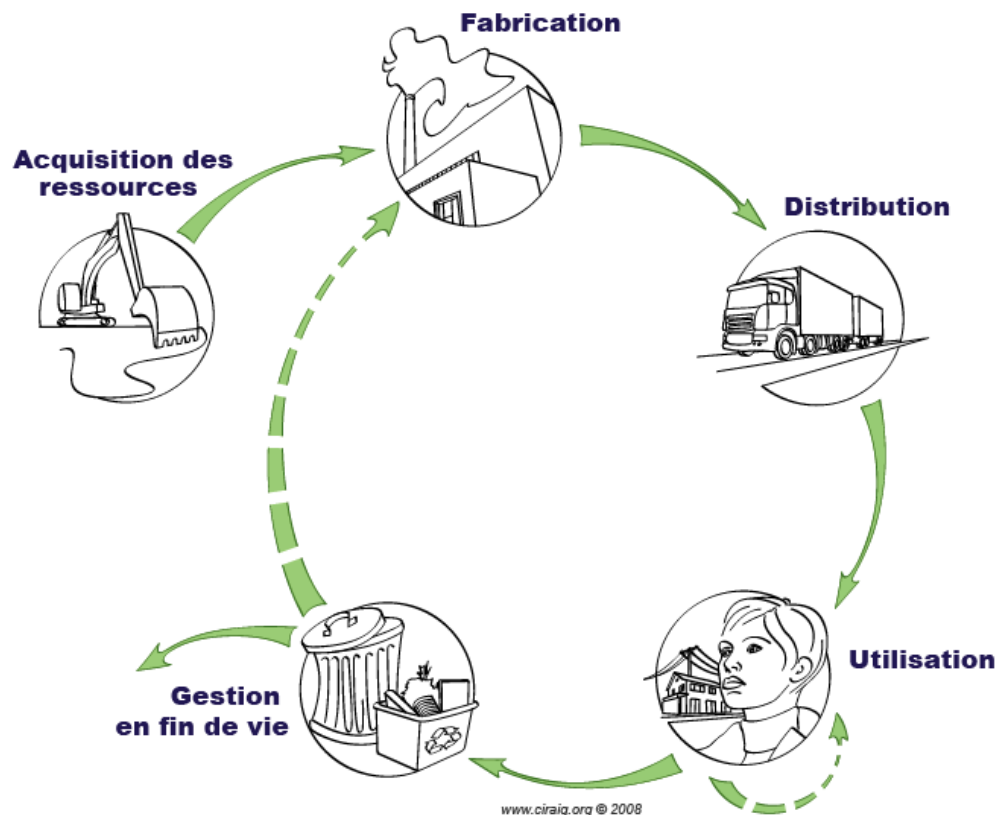 Fabrication
Acquisition des
ressources
Distribution
Utilisation
Gestion
en fin de vie
www.ciraig.org © 2008